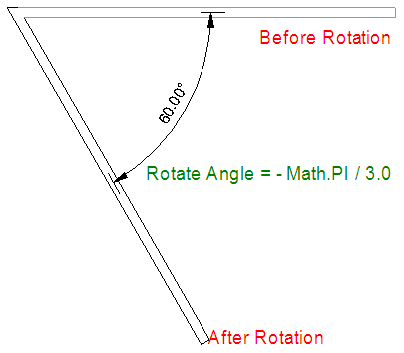 Before Rotation
60.00°
Rotate Angle = - Math.PI / 3.0
After Rotation